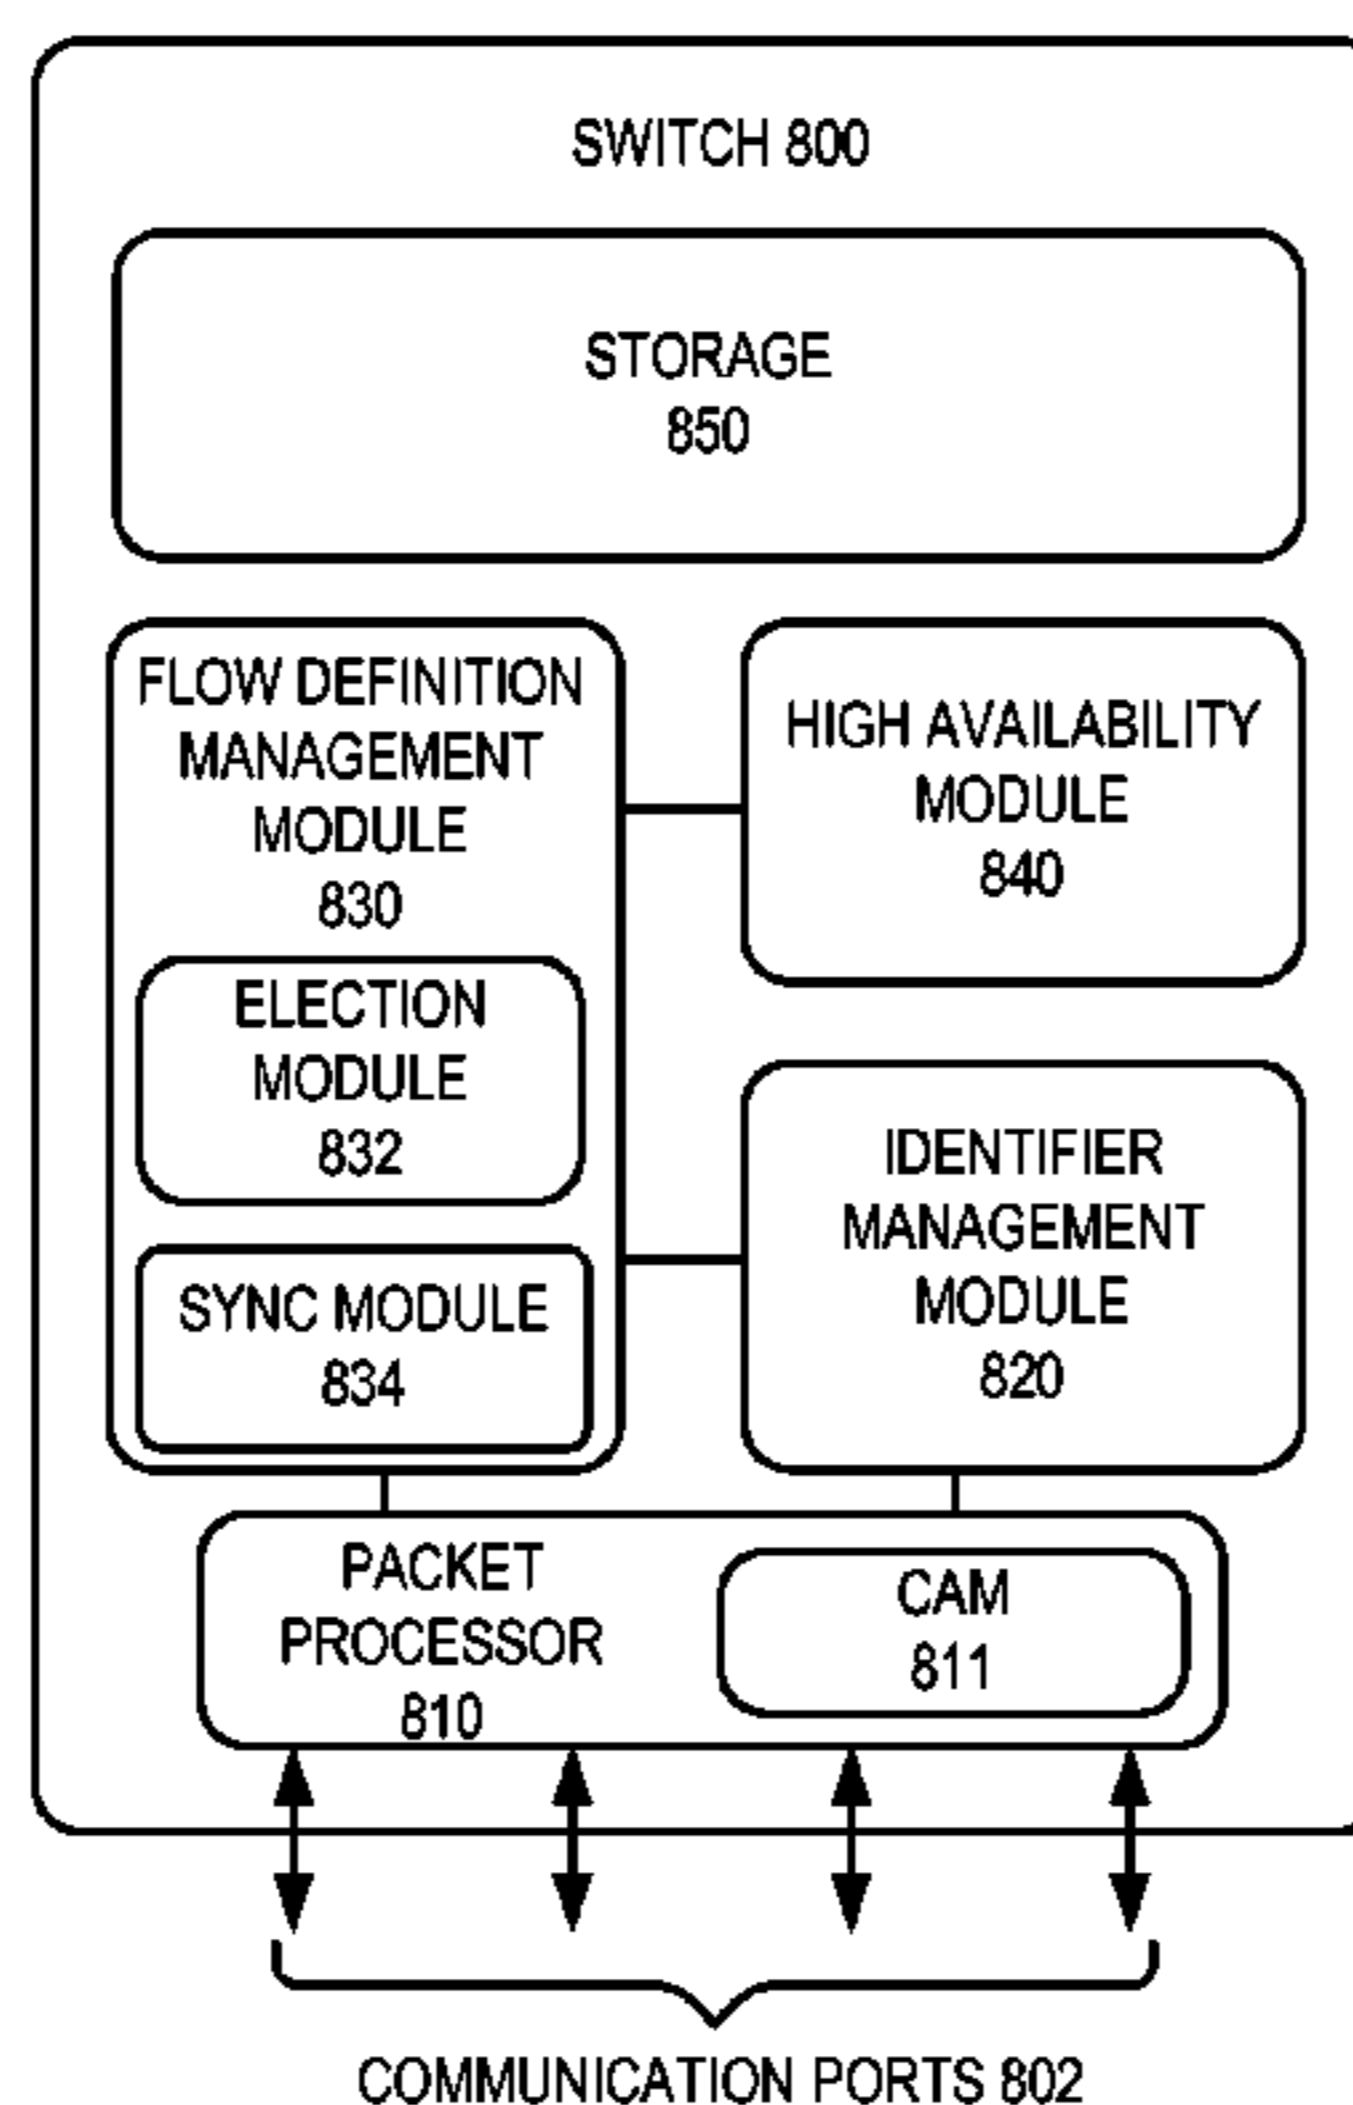 SWITCH 800
STORAGE
850
FLOW DEFINITION
MANAGEMENT
MODULE
830
ELECTION
MODULE
832
SYNC MODULE
834
HIGH AVAILABILITY
MODULE
840
IDENTIFIER
MANAGEMENT
MODULE
820
PACKET
PROCESSOR
810
CAM
811
COMMUNICATION PORTS 802